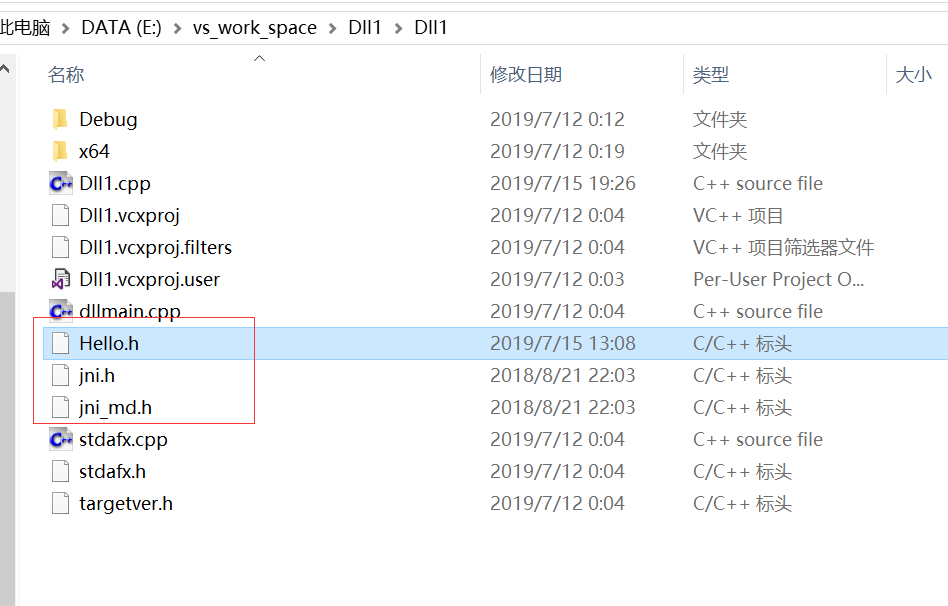 此电脑 > DATA (E:) > vs_work_space > Dll1 > Dll1
名称 修改日期 类型 大小
Debug 2019/7/12 0:12 文件夹
x64 2019/7/12 0:19 文件夹
Dll1.cpp 2019/7/15 19:26 C++ source file
Dll1.vcxproj 2019/7/12 0:04 VC++ 项目
Dll1.vcxproj.filters 2019/7/12 0:04 VC++ 项目筛选器文件
Dll1.vcxproj.user 2019/7/12 0:03 Per-User Project O...
dllmain.cpp 2019/7/12 0:04 C++ source file
Hello.h 2019/7/15 13:08 C/C++ 标头
jni.h 2018/8/21 22:03 C/C++ 标头
jni_md.h 2018/8/21 22:03 C/C++ 标头
stdafx.cpp 2019/7/12 0:04 C++ source file
stdafx.h 2019/7/12 0:04 C/C++ 标头
targetver.h 2019/7/12 0:04 C/C++ 标头